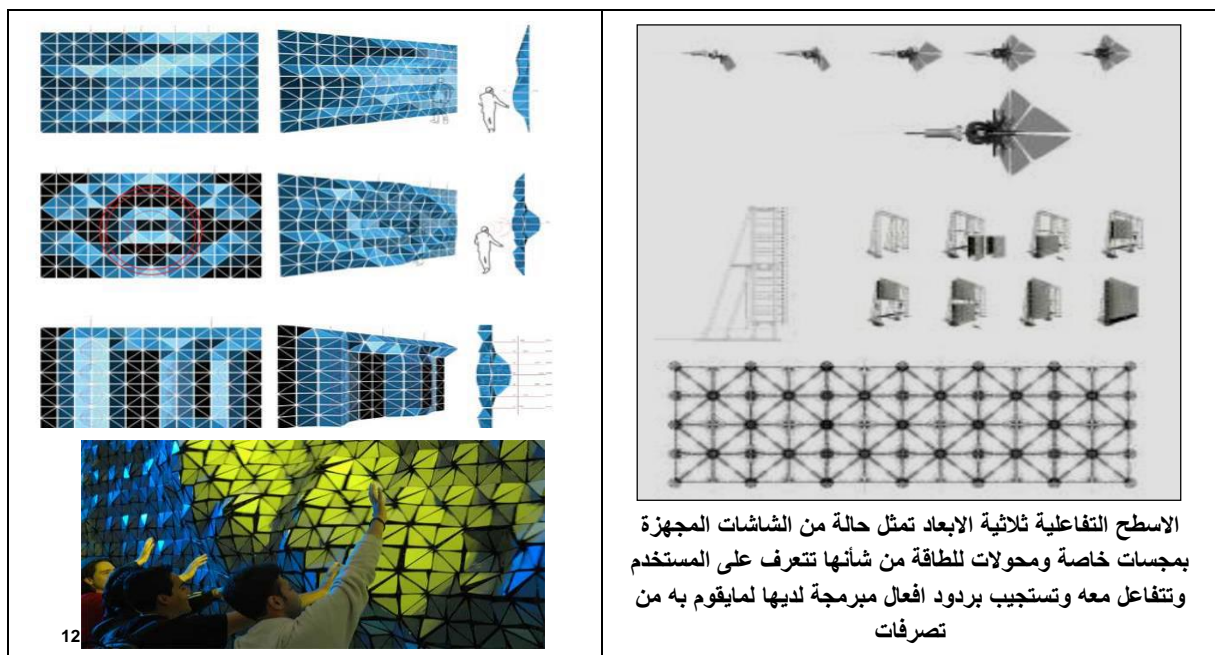 12
الاسطح التفاعلية ثلاثية الابعاد تمثل حالة من الشاشات المجهزة
بمجسات خاصة ومحولات للطاقة من شأنها تتعرف على المستخدم
وتتفاعل معه وتستجيب بردود افعال مبرمجة لديها لمايقوم به من
تصرفات